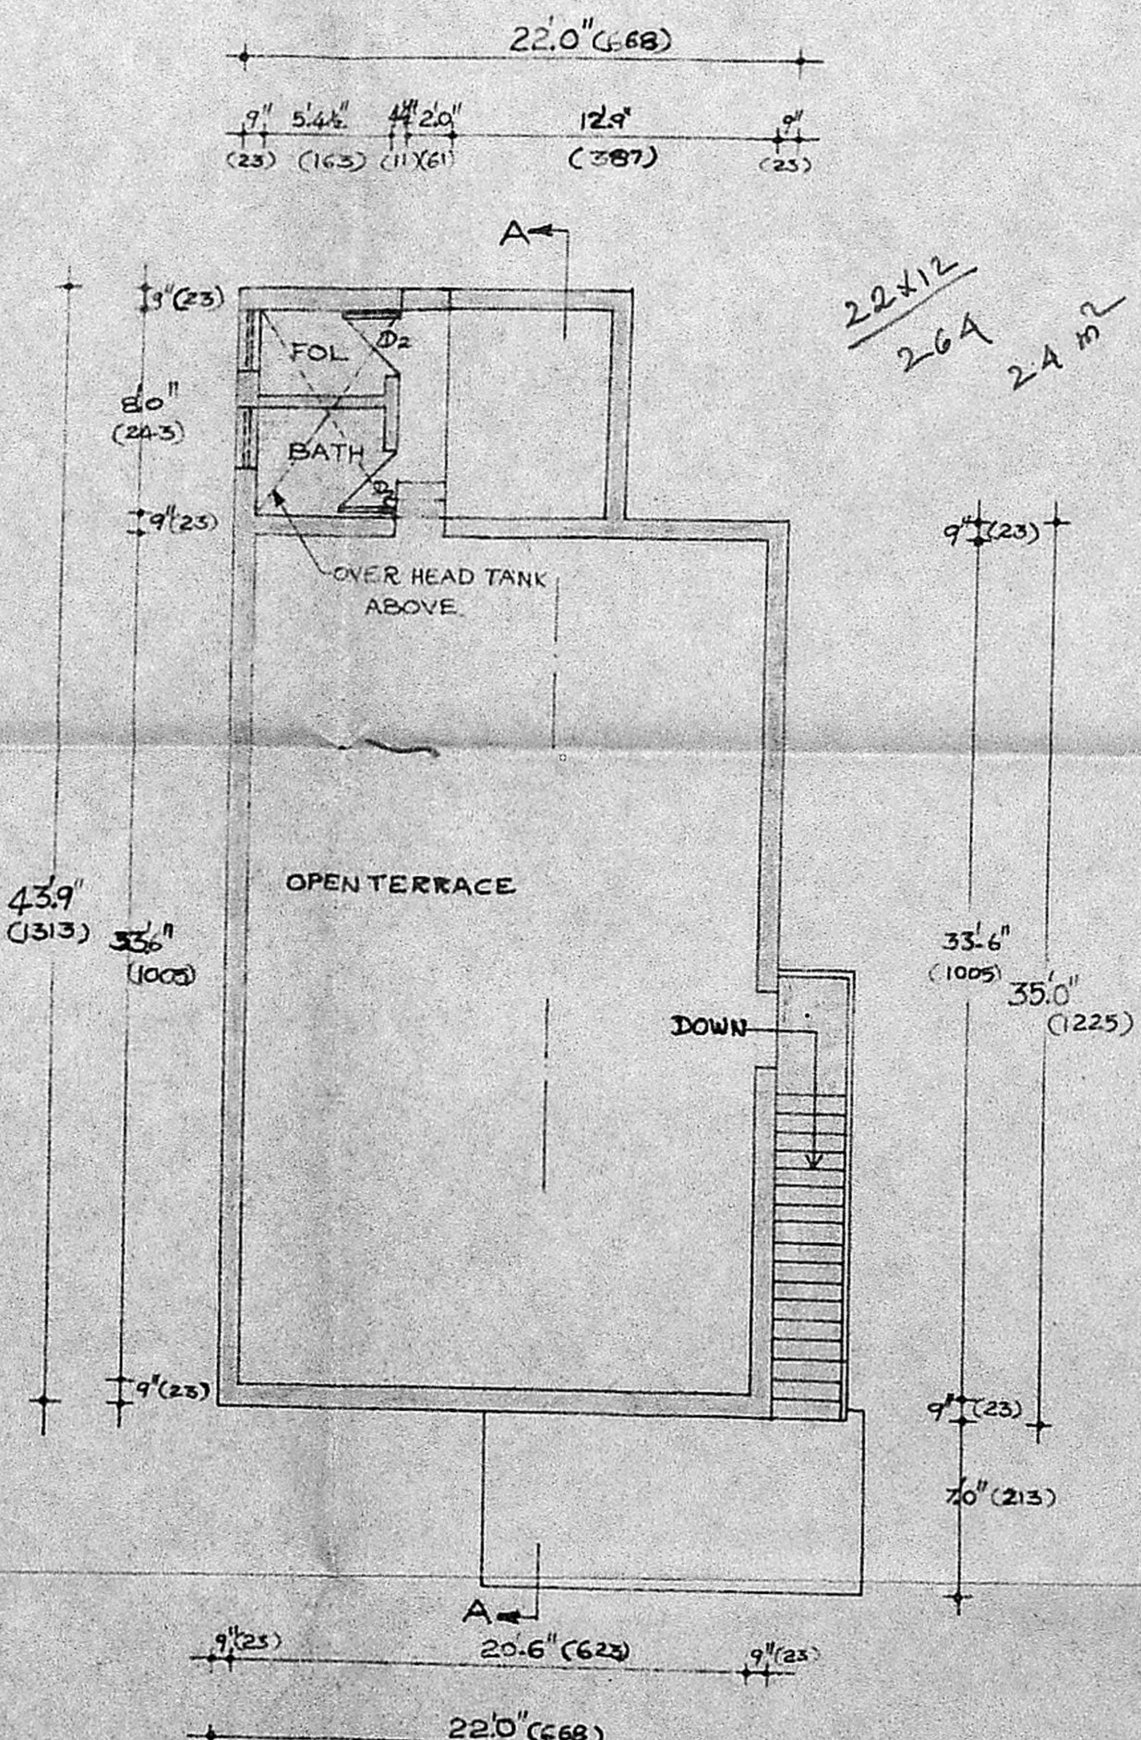 22'.0"(668)
9" 5'.4½" 4½" 2'.0" 12'.9" 9"
(23) (163) (11)(61) (387) (23)
A
22x12
264
24 m²
9"(23)
FOL
D2
8'0"
(243)
BATH
D2
9"(23)
9"(23)
OVER HEAD TANK
ABOVE.
OPEN TERRACE
43'.9"
(1313)
33'.6"
(1005)
33'-6"
(1005)
35'.0"
(1225)
DOWN
9"(23)
9"(23)
7'.0"(213)
A
9"(23) 20'.6"(623) 9"(23)
22'.0"(668)